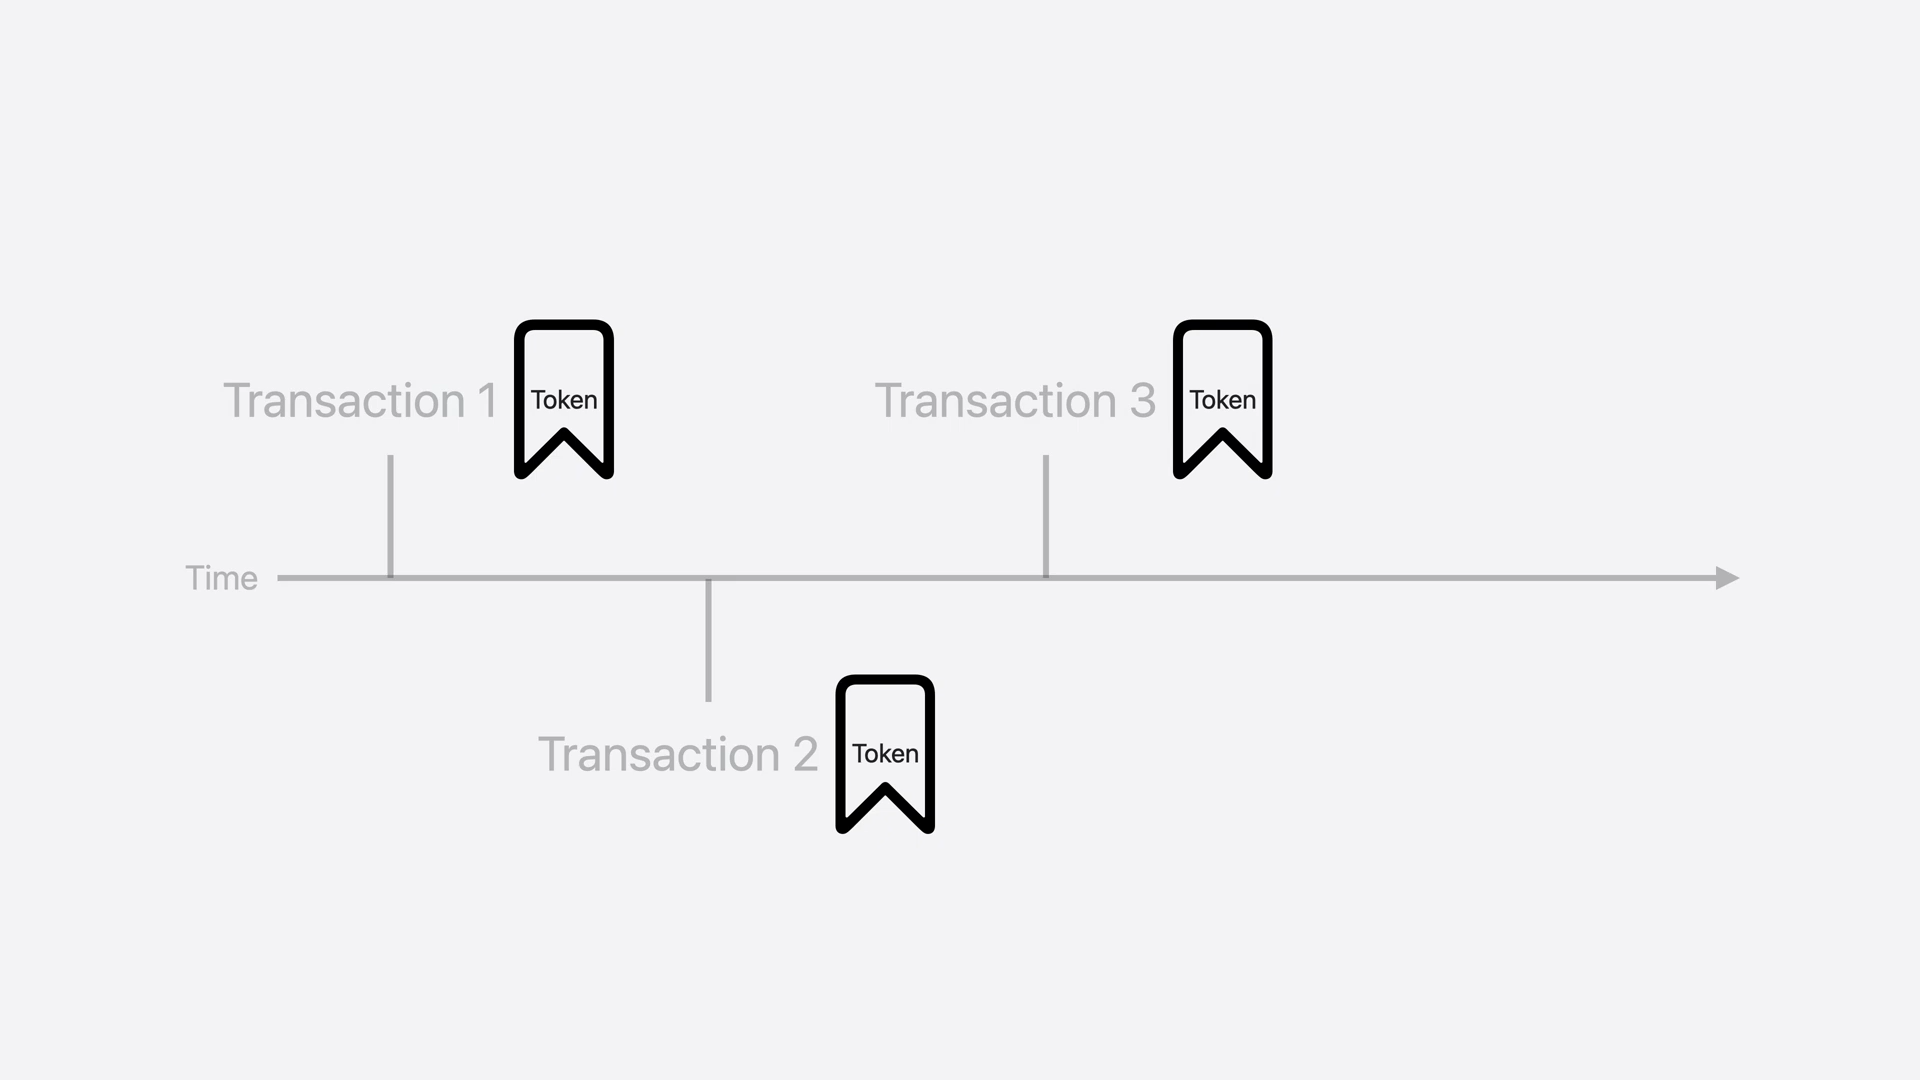 Transaction 1
Token
Transaction 3
Token
Time
Transaction 2
Token